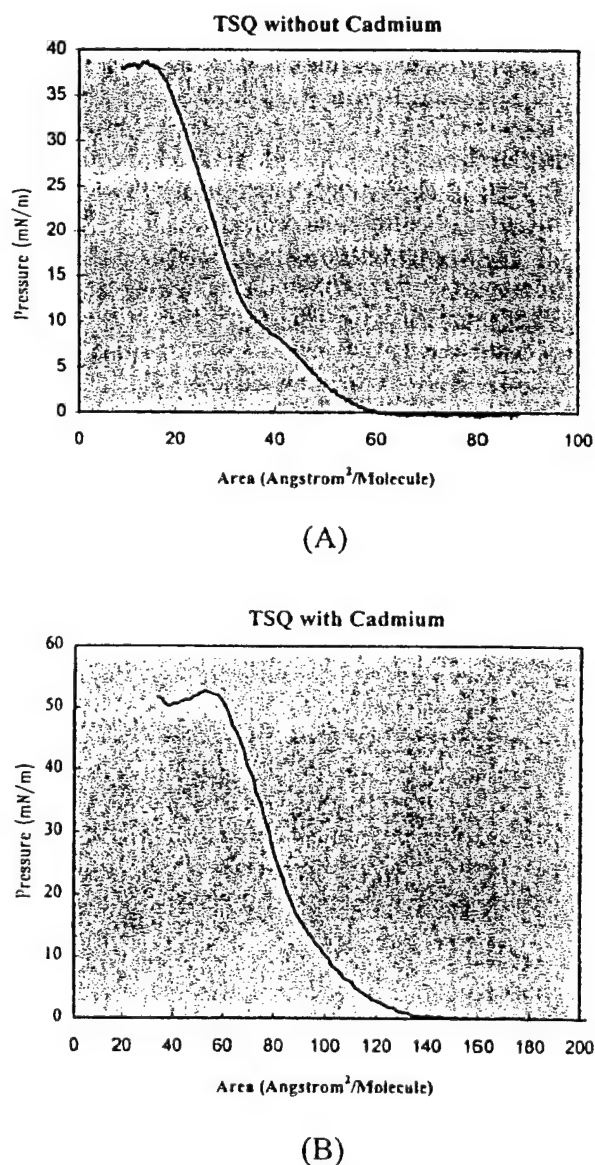 TSQ without Cadmium
40
35
30
25
20
15
10
5
0
Pressure (mN/m)
0 20 40 60 80 100
Area (Angstrom²/Molecule)
(A)
TSQ with Cadmium
60
50
40
30
20
10
0
Pressure (mN/m)
0 20 40 60 80 100 120 140 160 180 200
Area (Angstrom²/Molecule)
(B)